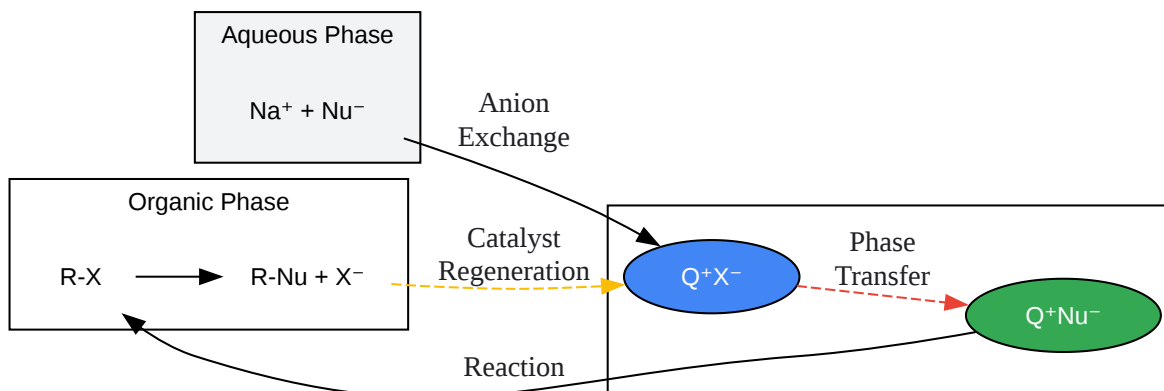 Aqueous Phase
Na⁺ + Nu⁻
Anion
Exchange
Organic Phase
R-X
R-Nu + X⁻
Catalyst
Regeneration
Q⁺X⁻
Phase
Transfer
Q⁺Nu⁻
Reaction